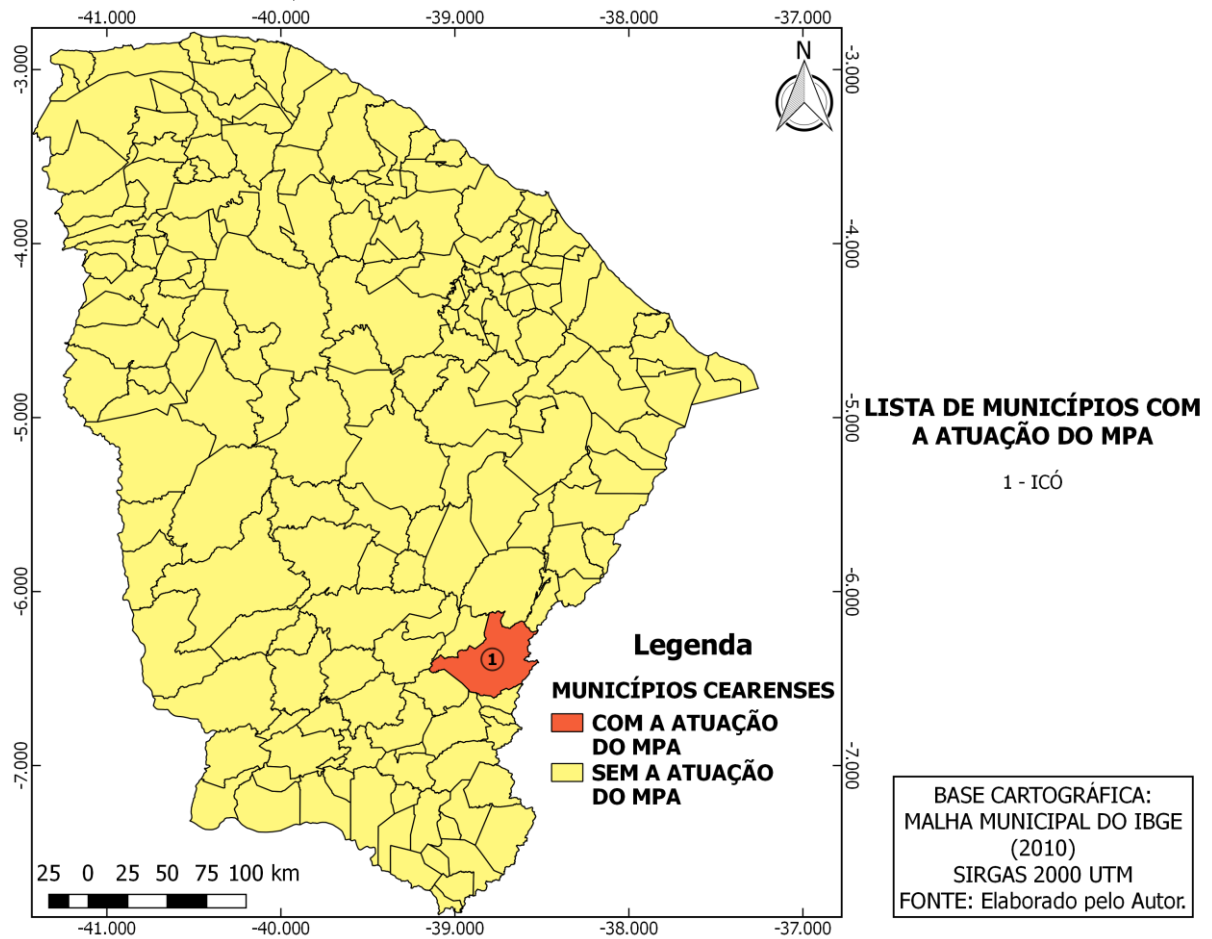 -41.000
-40.000
-39.000
-38.000
-37.000
-3.000
-3.000
N
-4.000
-4.000
-5.000
-5.000
LISTA DE MUNICÍPIOS COM
A ATUAÇÃO DO MPA
1 - ICÓ
-6.000
-6.000
1
Legenda
MUNICÍPIOS CEARENSES
COM A ATUAÇÃO
DO MPA
SEM A ATUAÇÃO
DO MPA
-7.000
-7.000
BASE CARTOGRÁFICA:
MALHA MUNICIPAL DO IBGE
(2010)
SIRGAS 2000 UTM
FONTE: Elaborado pelo Autor.
25 0 25 50 75 100 km
-41.000
-40.000
-39.000
-38.000
-37.000